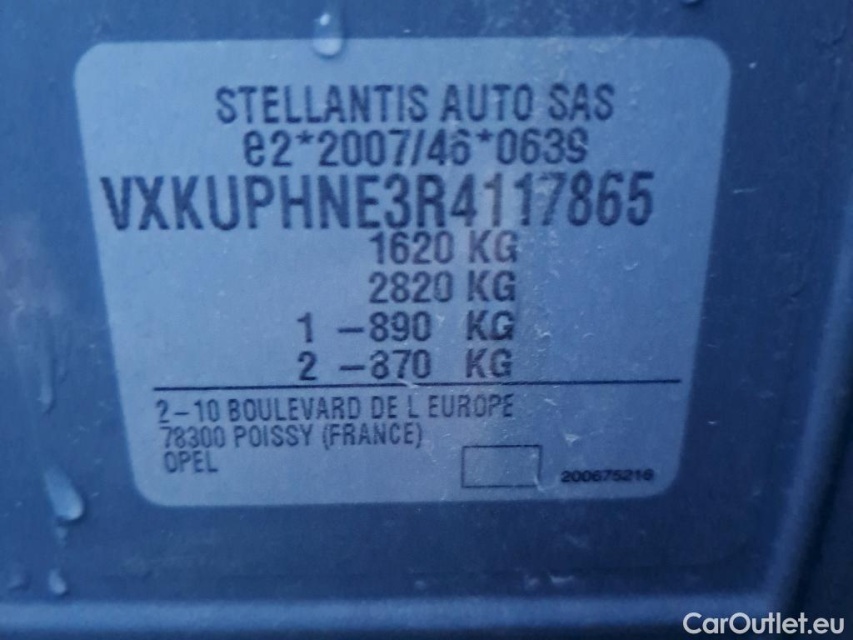 STELLANTIS AUTO SAS
e2*2007/46*0639
VXKUPHNE3R4117865
1620 KG
2820 KG
1 -890 KG
2 -870 KG
2-10 BOULEVARD DE L EUROPE
78300 POISSY (FRANCE)
OPEL
200675216
CarOutlet.eu